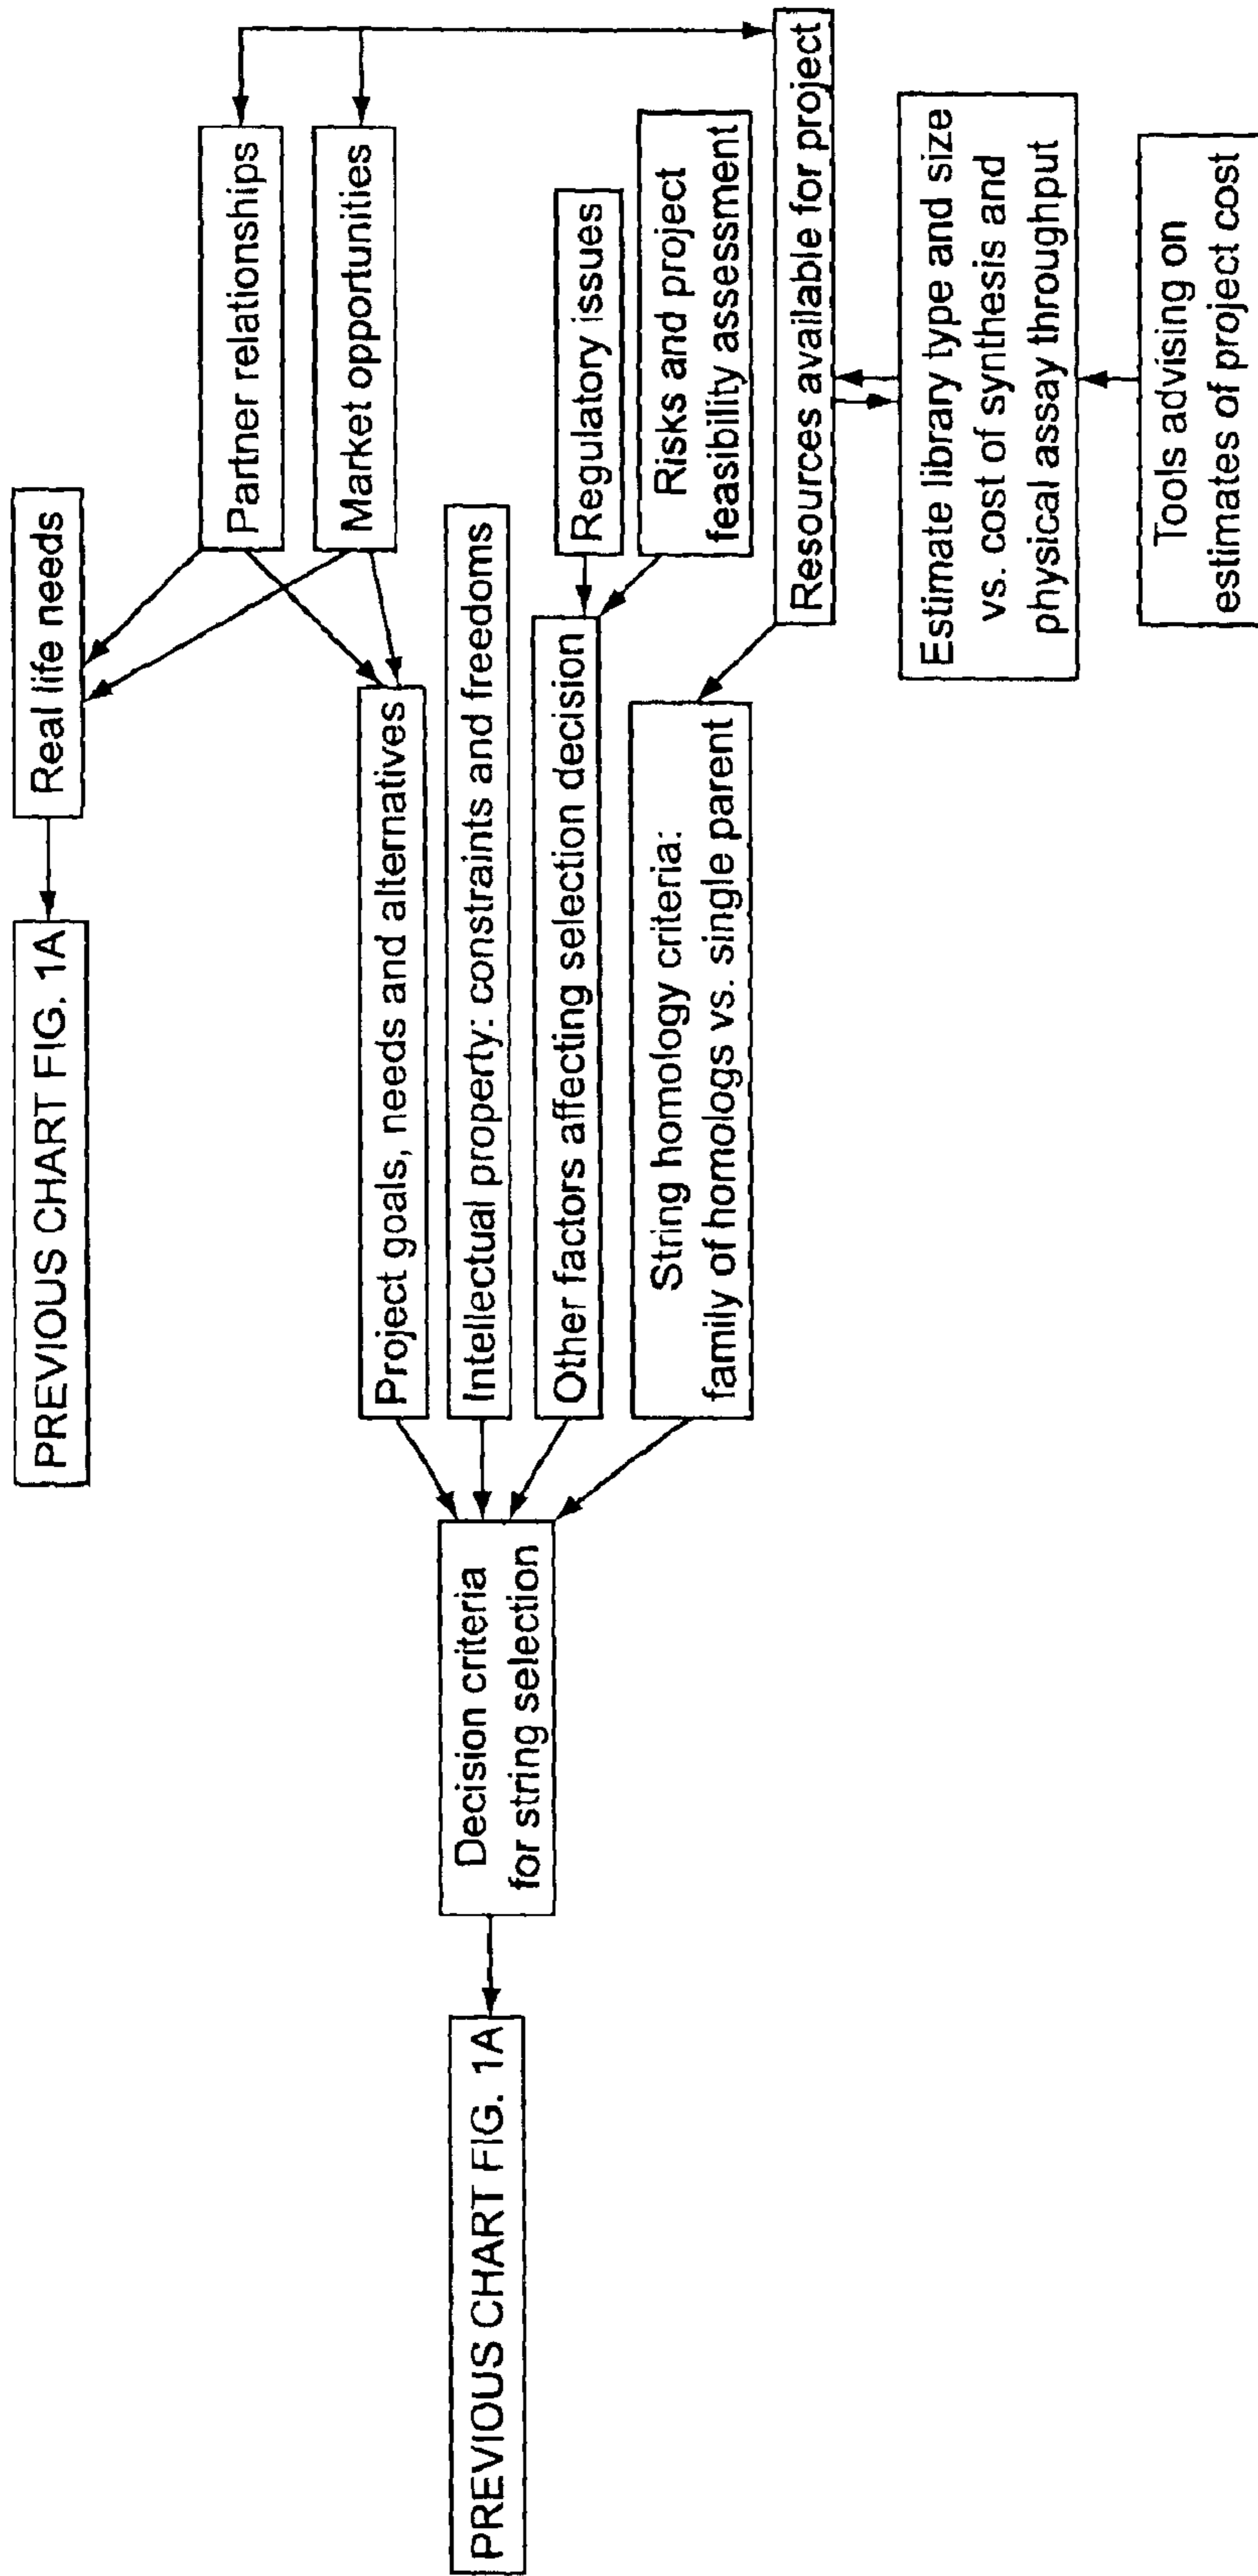 PREVIOUS CHART FIG. 1A
Real life needs
Partner relationships
Market opportunities
Project goals, needs and alternatives
Intellectual property: constraints and freedoms
Regulatory issues
Other factors affecting selection decision
Risks and project
feasibility assessment
String homology criteria:
family of homologs vs. single parent
Resources available for project
Decision criteria
for string selection
PREVIOUS CHART FIG. 1A
Estimate library type and size
vs. cost of synthesis and
physical assay throughput
Tools advising on
estimates of project cost